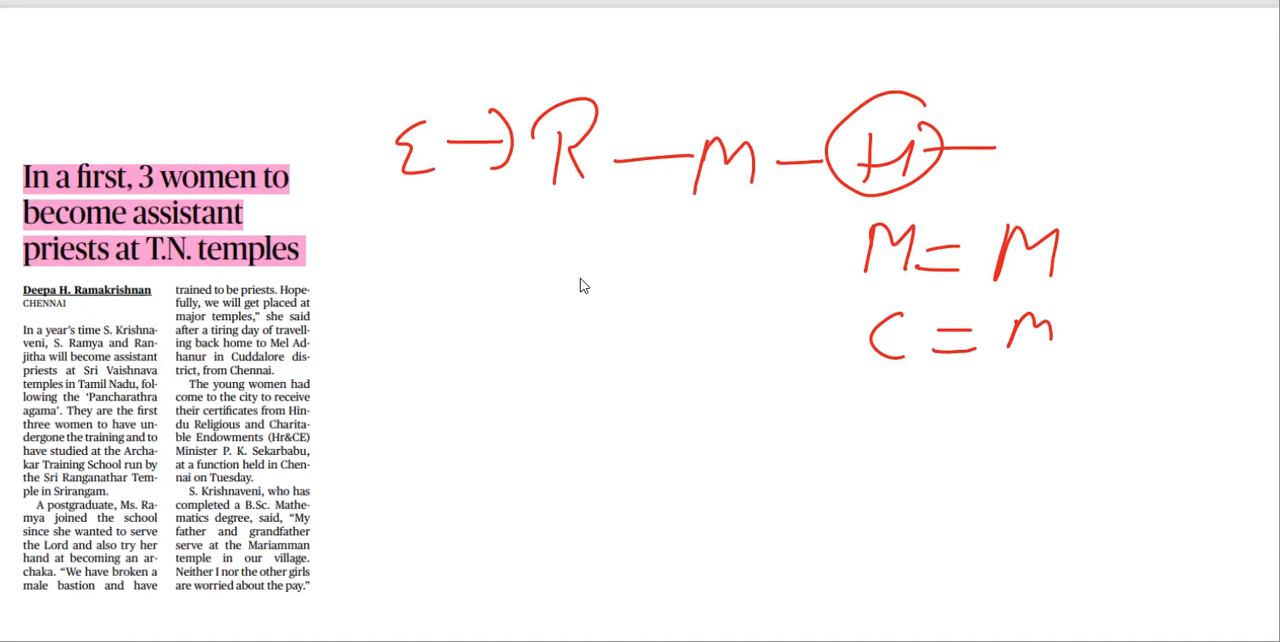 In a first, 3 women to
become assistant
priests at T.N. temples
Deepa H. Ramakrishnan
CHENNAI
In a year's time S. Krishna-
veni, S. Ramya and Ran-
jitha will become assistant
priests at Sri Vaishnava
temples in Tamil Nadu, fol-
lowing the 'Pancharathra
agama'. They are the first
three women to have un-
dergone the training and to
have studied at the Archa-
kar Training School run by
the Sri Ranganathar Tem-
ple in Srirangam.
A postgraduate, Ms. Ra-
mya joined the school
since she wanted to serve
the Lord and also try her
hand at becoming an ar-
chaka. "We have broken a
male bastion and have
trained to be priests. Hope-
fully, we will get placed at
major temples," she said
after a tiring day of travell-
ing back home to Mel Ad-
hanur in Cuddalore dis-
trict, from Chennai.
The young women had
come to the city to receive
their certificates from Hin-
du Religious and Charita-
ble Endowments (Hr&CE)
Minister P. K. Sekarbabu,
at a function held in Chen-
nai on Tuesday.
S. Krishnaveni, who has
completed a B.Sc. Mathe-
matics degree, said, "My
father and grandfather
serve at the Mariamman
temple in our village.
Neither I nor the other girls
are worried about the pay."
R — M — H —
M = M
C = M